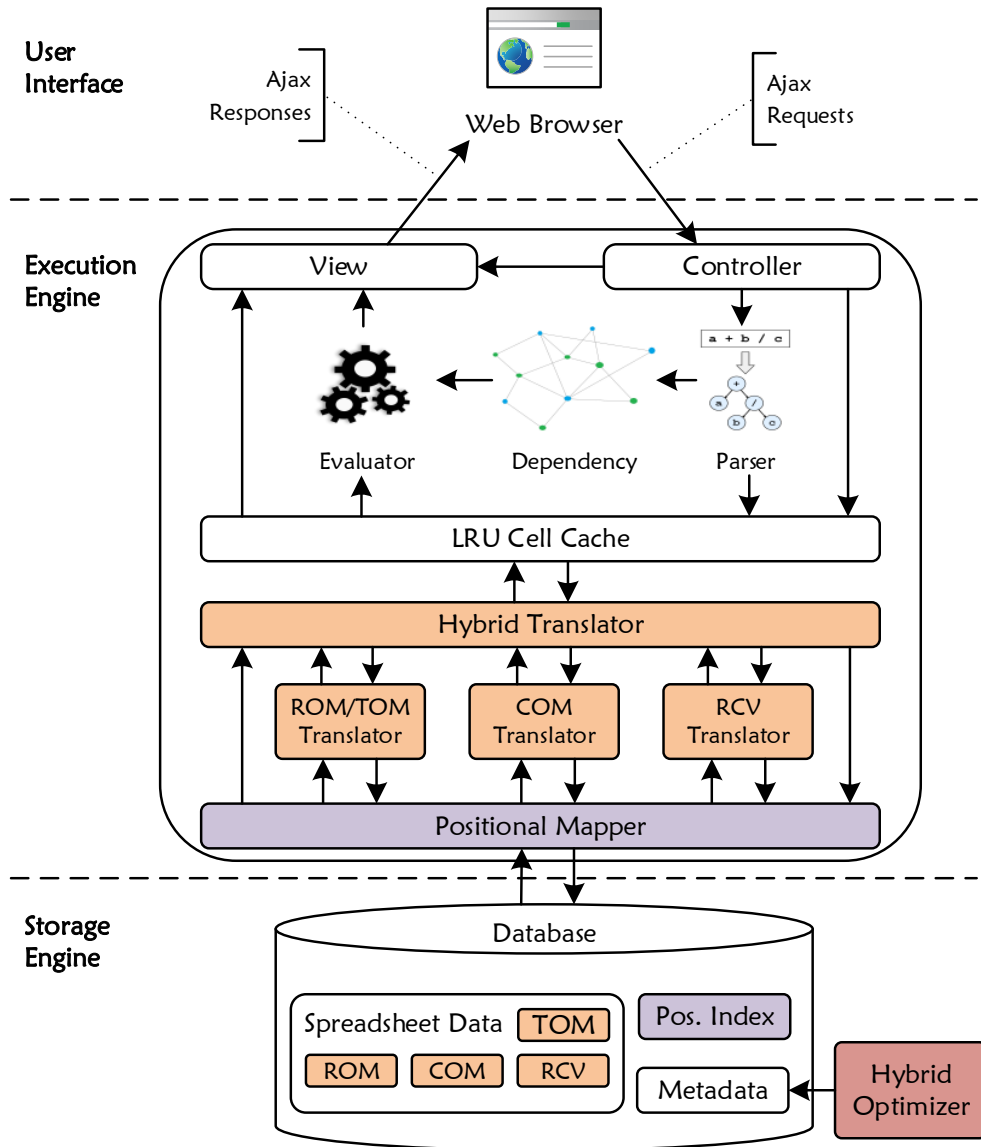 User
Interface
Ajax
Responses
Web Browser
Ajax
Requests
Execution
Engine
View
Controller
a + b / c
+
a
/
b
c
Evaluator
Dependency
Parser
LRU Cell Cache
Hybrid Translator
ROM/TOM
Translator
COM
Translator
RCV
Translator
Positional Mapper
Storage
Engine
Database
Spreadsheet Data
TOM
ROM
COM
RCV
Pos. Index
Metadata
Hybrid
Optimizer